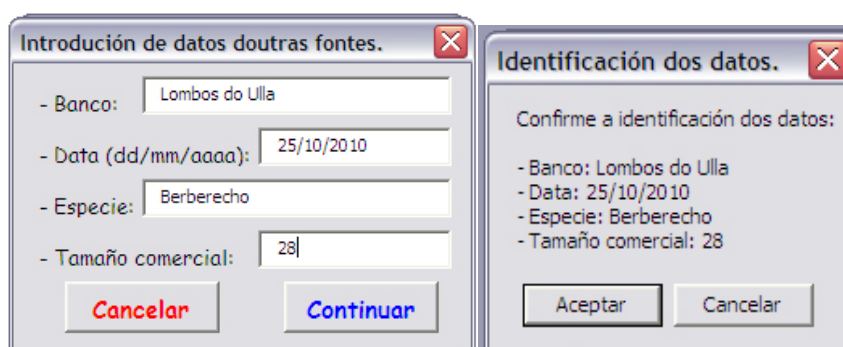 Introdución de datos doutras fontes.
- Banco: Lombos do Ulla
- Data (dd/mm/aaaa): 25/10/2010
- Especie: Berberecho
- Tamaño comercial: 28
Cancelar Continuar
Identificación dos datos.
Confirme a identificación dos datos:
- Banco: Lombos do Ulla
- Data: 25/10/2010
- Especie: Berberecho
- Tamaño comercial: 28
Aceptar Cancelar